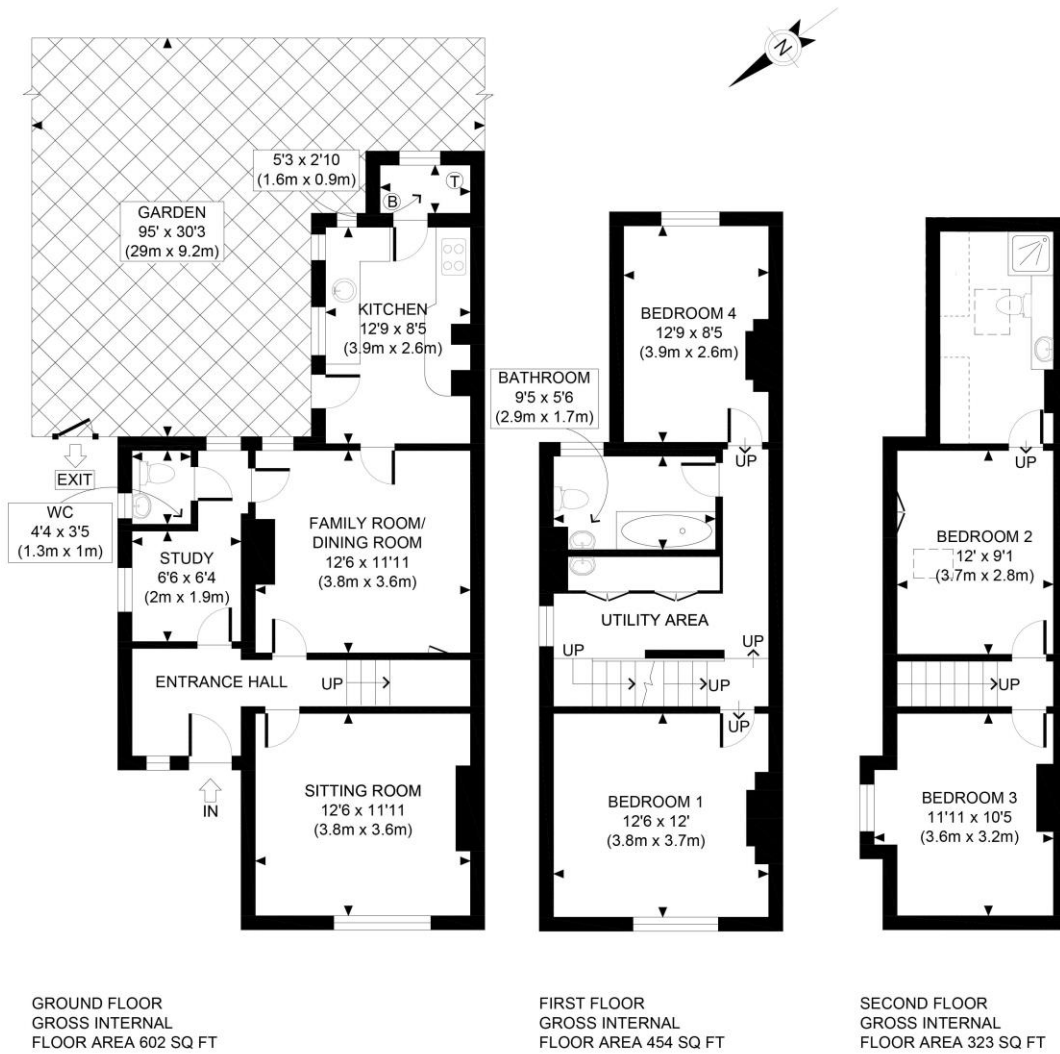 N
5'3 x 2'10
(1.6m x 0.9m)
B
T
GARDEN
95' x 30'3
(29m x 9.2m)
KITCHEN
12'9 x 8'5
(3.9m x 2.6m)
EXIT
WC
4'4 x 3'5
(1.3m x 1m)
STUDY
6'6 x 6'4
(2m x 1.9m)
FAMILY ROOM/
DINING ROOM
12'6 x 11'11
(3.8m x 3.6m)
ENTRANCE HALL
UP
IN
SITTING ROOM
12'6 x 11'11
(3.8m x 3.6m)
GROUND FLOOR
GROSS INTERNAL
FLOOR AREA 602 SQ FT
BEDROOM 4
12'9 x 8'5
(3.9m x 2.6m)
BATHROOM
9'5 x 5'6
(2.9m x 1.7m)
UP
UTILITY AREA
UP
UP
UP
UP
BEDROOM 1
12'6 x 12'
(3.8m x 3.7m)
FIRST FLOOR
GROSS INTERNAL
FLOOR AREA 454 SQ FT
UP
BEDROOM 2
12' x 9'1
(3.7m x 2.8m)
UP
BEDROOM 3
11'11 x 10'5
(3.6m x 3.2m)
SECOND FLOOR
GROSS INTERNAL
FLOOR AREA 323 SQ FT